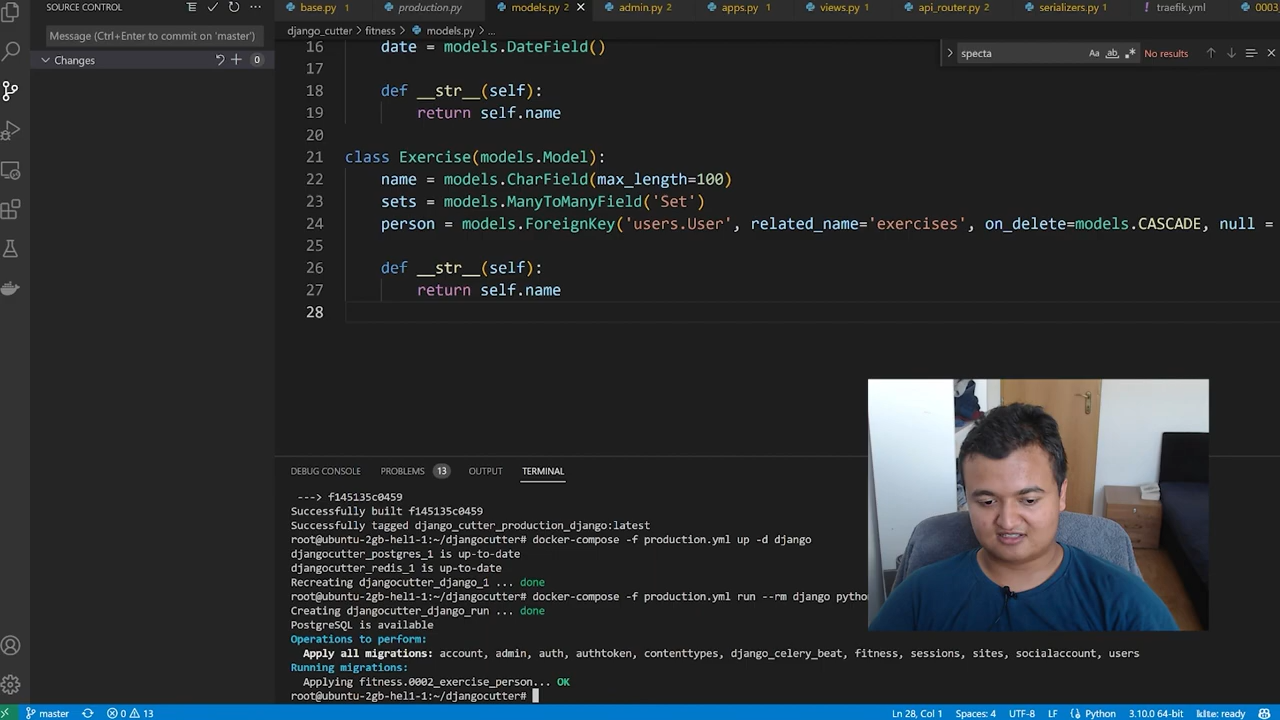 SOURCE CONTROL
base.py 1
production.py
models.py 2
admin.py 2
apps.py 1
views.py 1
api_router.py 2
serializers.py 1
traefik.yml
0003
Message (Ctrl+Enter to commit on 'master')
Changes 0
django_cutter > fitness > models.py > ...
specta
Aa
No results
16 date = models.DateField()
17
18 def __str__(self):
19 return self.name
20
21 class Exercise(models.Model):
22 name = models.CharField(max_length=100)
23 sets = models.ManyToManyField('Set')
24 person = models.ForeignKey('users.User', related_name='exercises', on_delete=models.CASCADE, null =
25
26 def __str__(self):
27 return self.name
28
DEBUG CONSOLE PROBLEMS 13 OUTPUT TERMINAL
---> f145135c0459
Successfully built f145135c0459
Successfully tagged django_cutter_production_django:latest
root@ubuntu-2gb-hel1-1:~/djangocutter# docker-compose -f production.yml up -d django
djangocutter_postgres_1 is up-to-date
djangocutter_redis_1 is up-to-date
Recreating djangocutter_django_1 ... done
root@ubuntu-2gb-hel1-1:~/djangocutter# docker-compose -f production.yml run --rm django python
Creating djangocutter_django_run ... done
PostgreSQL is available
Operations to perform:
Apply all migrations: account, admin, auth, authtoken, contenttypes, django_celery_beat, fitness, sessions, sites, socialaccount, users
Running migrations:
Applying fitness.0002_exercise_person... OK
root@ubuntu-2gb-hel1-1:~/djangocutter#
master 0 13 Ln 28, Col 1 Spaces: 4 UTF-8 LF Python 3.10.0 64-bit kite: ready